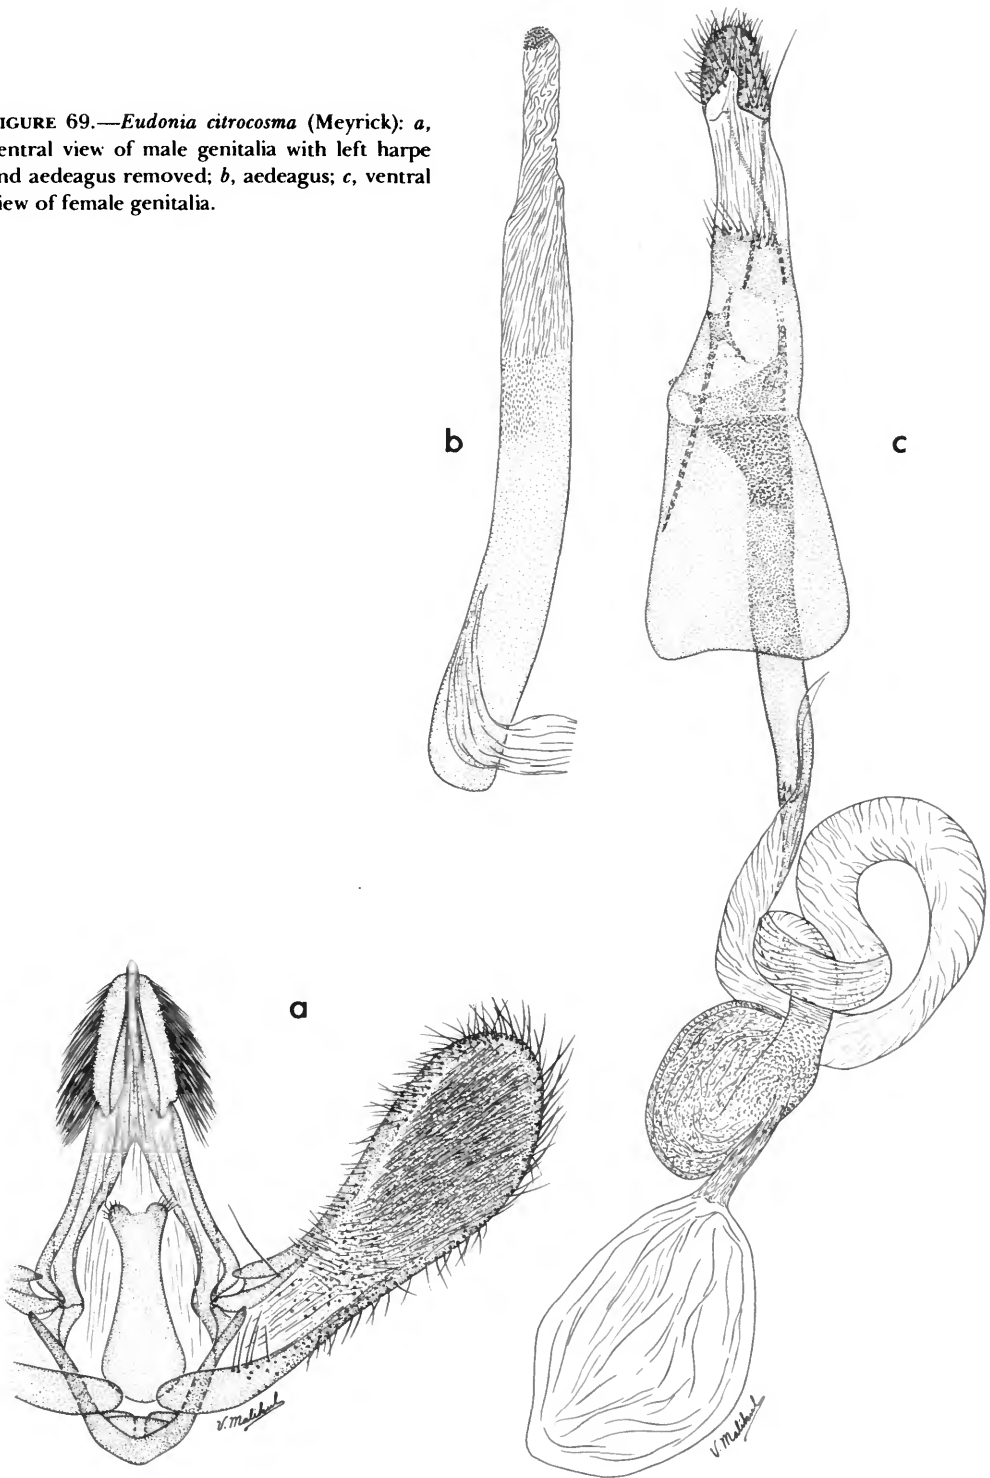 IGURE 69.—Eudonia citrocosma (Meyrick): a,
entral view of male genitalia with left harpe
nd aedeagus removed; b, aedeagus; c, ventral
iew of female genitalia.
b
c
a
V. Malikul
V. Malikul